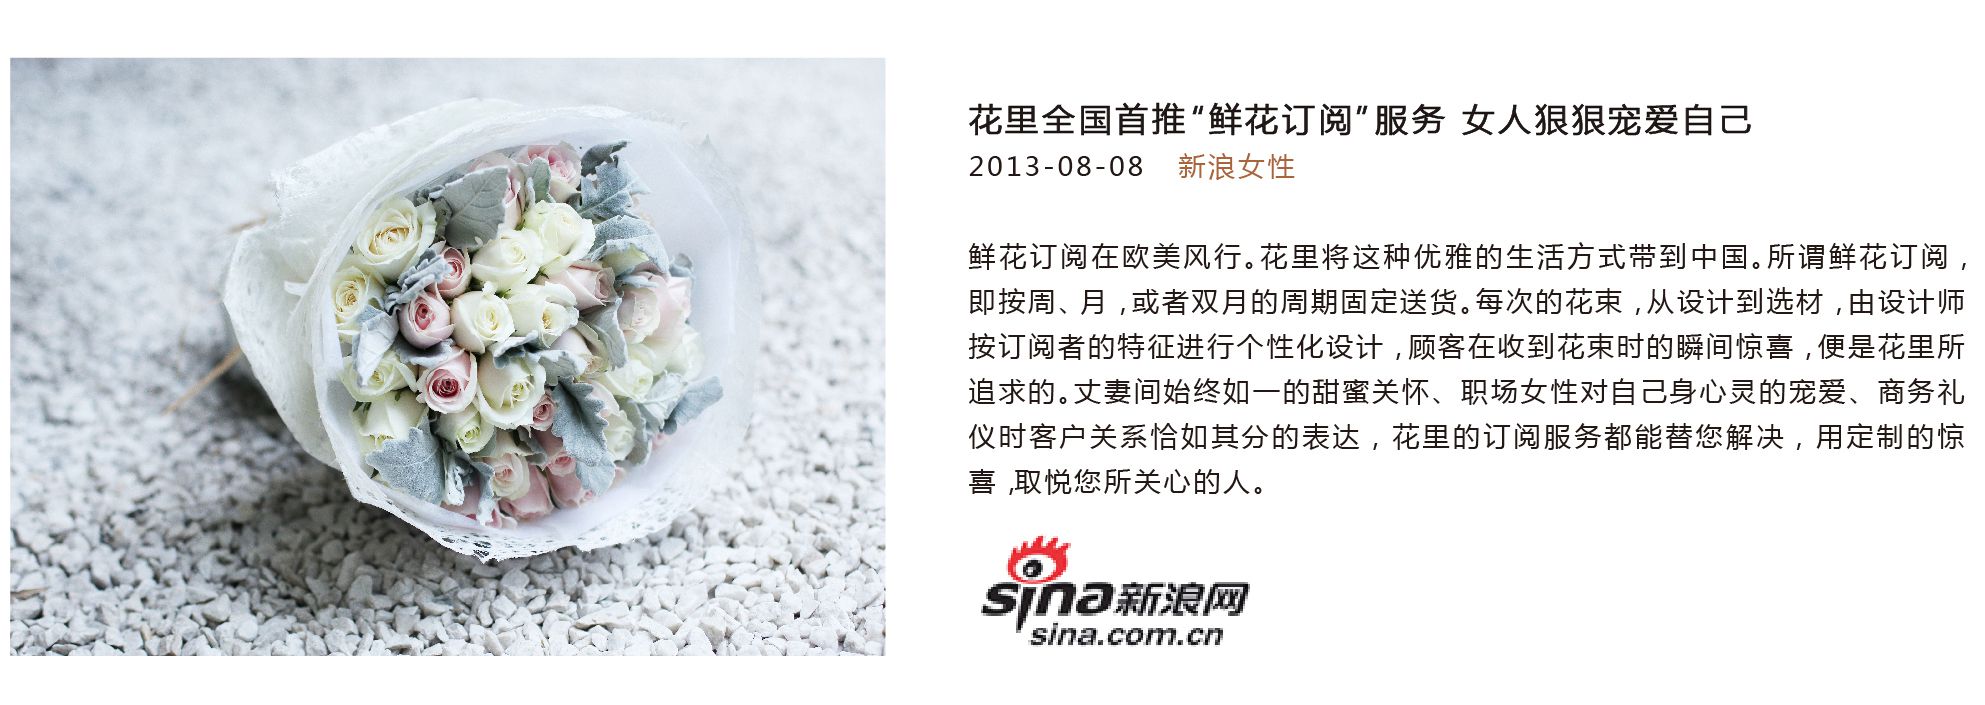 花里全国首推“鲜花订阅”服务 女人狠狠宠爱自己
2013-08-08 新浪女性
鲜花订阅在欧美风行。花里将这种优雅的生活方式带到中国。所谓鲜花订阅,
即按周、月,或者双月的周期固定送货。每次的花束,从设计到选材,由设计师
按订阅者的特征进行个性化设计,顾客在收到花束时的瞬间惊喜,便是花里所
追求的。丈妻间始终如一的甜蜜关怀、职场女性对自己身心灵的宠爱、商务礼
仪时客户关系恰如其分的表达,花里的订阅服务都能替您解决,用定制的惊
喜,取悦您所关心的人。
sina新浪网
sina.com.cn